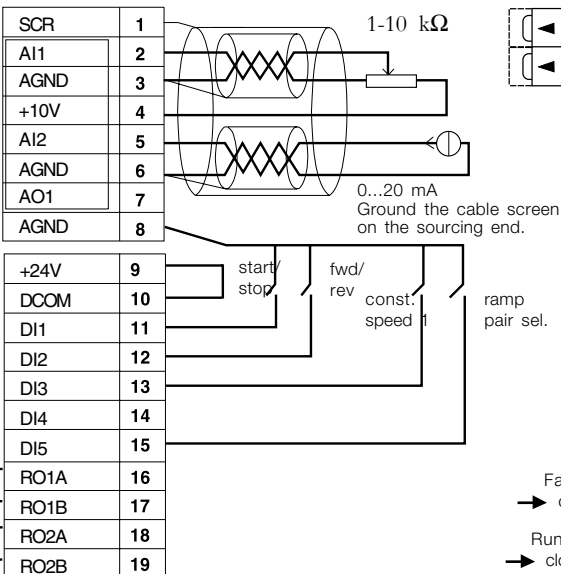 SCR 1
AI1 2
AGND 3
+10V 4
AI2 5
AGND 6
AO1 7
AGND 8
1-10 kΩ
0...20 mA
Ground the cable screen
on the sourcing end.
+24V 9
DCOM 10
DI1 11
DI2 12
DI3 13
DI4 14
DI5 15
RO1A 16
RO1B 17
RO2A 18
RO2B 19
start/
stop
fwd/
rev
const.
speed 1
ramp
pair sel.